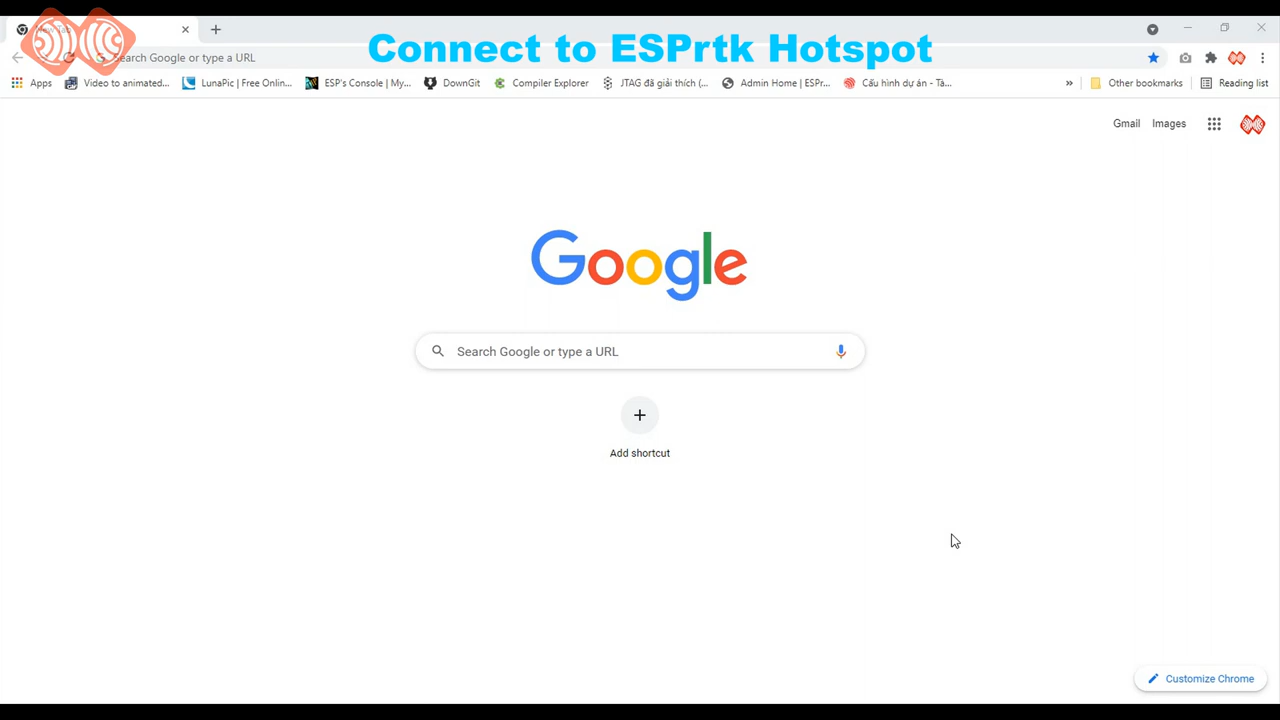 Connect to ESPrtk Hotspot
New Tab
Search Google or type a URL
Apps
Video to animated...
LunaPic | Free Onlin...
ESP's Console | My...
DownGit
Compiler Explorer
JTAG đã giải thích (...
Admin Home | ESPr...
Cấu hình dự án - Tà...
Other bookmarks
Reading list
Gmail
Images
Google
Search Google or type a URL
Add shortcut
Customize Chrome